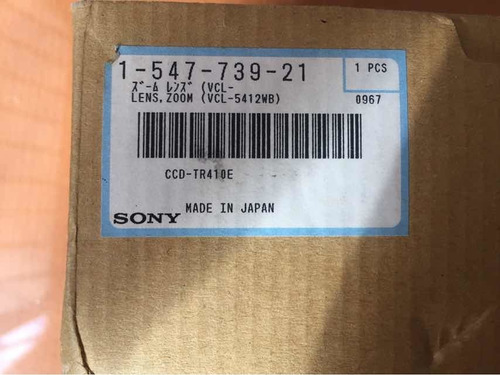 1-547-739-21
1 PCS
ｽﾞｰﾑ ﾚﾝｽﾞ (VCL-
LENS,ZOOM (VCL-5412WB)
0967
CCD-TR410E
SONY
MADE IN JAPAN